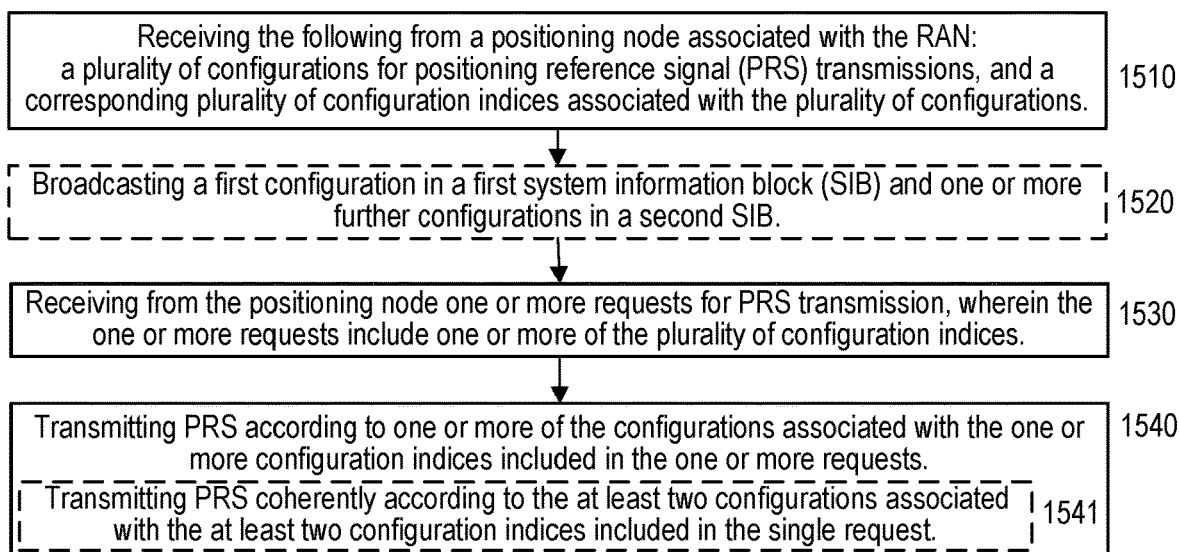 Receiving the following from a positioning node associated with the RAN:
a plurality of configurations for positioning reference signal (PRS) transmissions, and a
corresponding plurality of configuration indices associated with the plurality of configurations.
1510
Broadcasting a first configuration in a first system information block (SIB) and one or more
further configurations in a second SIB.
1520
Receiving from the positioning node one or more requests for PRS transmission, wherein the
one or more requests include one or more of the plurality of configuration indices.
1530
Transmitting PRS according to one or more of the configurations associated with the one or
more configuration indices included in the one or more requests.
1540
Transmitting PRS coherently according to the at least two configurations associated
with the at least two configuration indices included in the single request.
1541